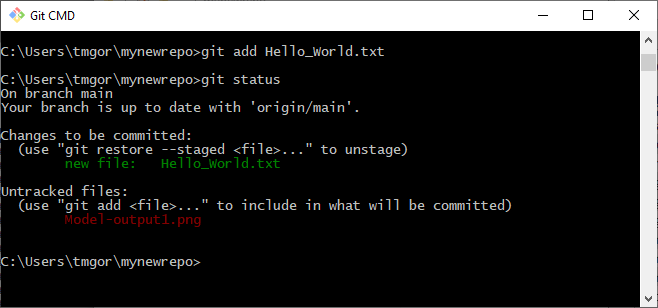 Git CMD
C:\Users\tmgor\mynewrepo>git add Hello_World.txt
C:\Users\tmgor\mynewrepo>git status
On branch main
Your branch is up to date with 'origin/main'.
Changes to be committed:
  (use "git restore --staged <file>..." to unstage)
        new file:   Hello_World.txt
Untracked files:
  (use "git add <file>..." to include in what will be committed)
        Model-output1.png
C:\Users\tmgor\mynewrepo>